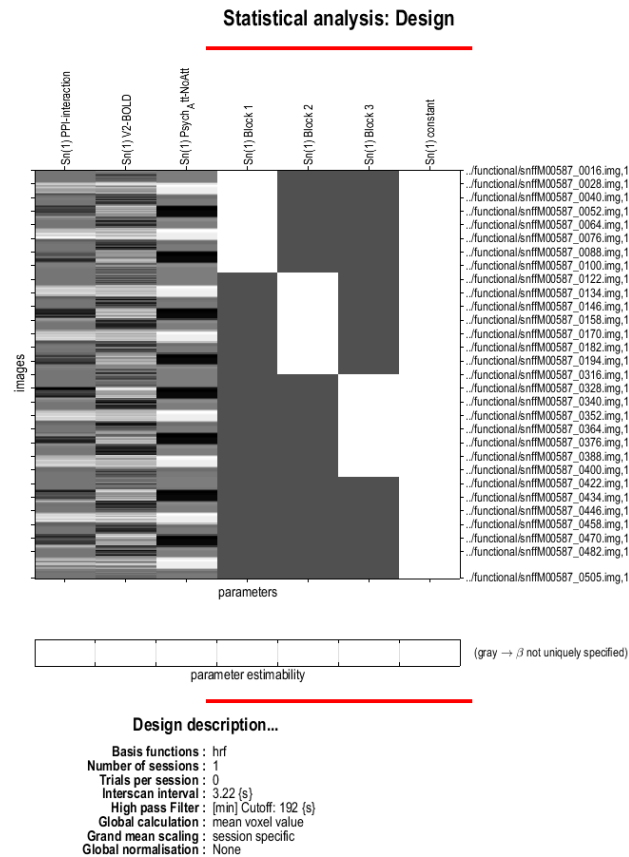 Statistical analysis: Design
Sn(1) PPI-interaction
Sn(1) V2-BOLD
Sn(1) Psych_Att-NoAtt
Sn(1) Block 1
Sn(1) Block 2
Sn(1) Block 3
Sn(1) constant
images
../functional/snffM00587_0016.img,1
../functional/snffM00587_0028.img,1
../functional/snffM00587_0040.img,1
../functional/snffM00587_0052.img,1
../functional/snffM00587_0064.img,1
../functional/snffM00587_0076.img,1
../functional/snffM00587_0088.img,1
../functional/snffM00587_0100.img,1
../functional/snffM00587_0122.img,1
../functional/snffM00587_0134.img,1
../functional/snffM00587_0146.img,1
../functional/snffM00587_0158.img,1
../functional/snffM00587_0170.img,1
../functional/snffM00587_0182.img,1
../functional/snffM00587_0194.img,1
../functional/snffM00587_0316.img,1
../functional/snffM00587_0328.img,1
../functional/snffM00587_0340.img,1
../functional/snffM00587_0352.img,1
../functional/snffM00587_0364.img,1
../functional/snffM00587_0376.img,1
../functional/snffM00587_0388.img,1
../functional/snffM00587_0400.img,1
../functional/snffM00587_0422.img,1
../functional/snffM00587_0434.img,1
../functional/snffM00587_0446.img,1
../functional/snffM00587_0458.img,1
../functional/snffM00587_0470.img,1
../functional/snffM00587_0482.img,1
../functional/snffM00587_0505.img,1
parameters
(gray → β not uniquely specified)
parameter estimability
Design description...
Basis functions : hrf
Number of sessions : 1
Trials per session : 0
Interscan interval : 3.22 {s}
High pass Filter : [min] Cutoff: 192 {s}
Global calculation : mean voxel value
Grand mean scaling : session specific
Global normalisation : None